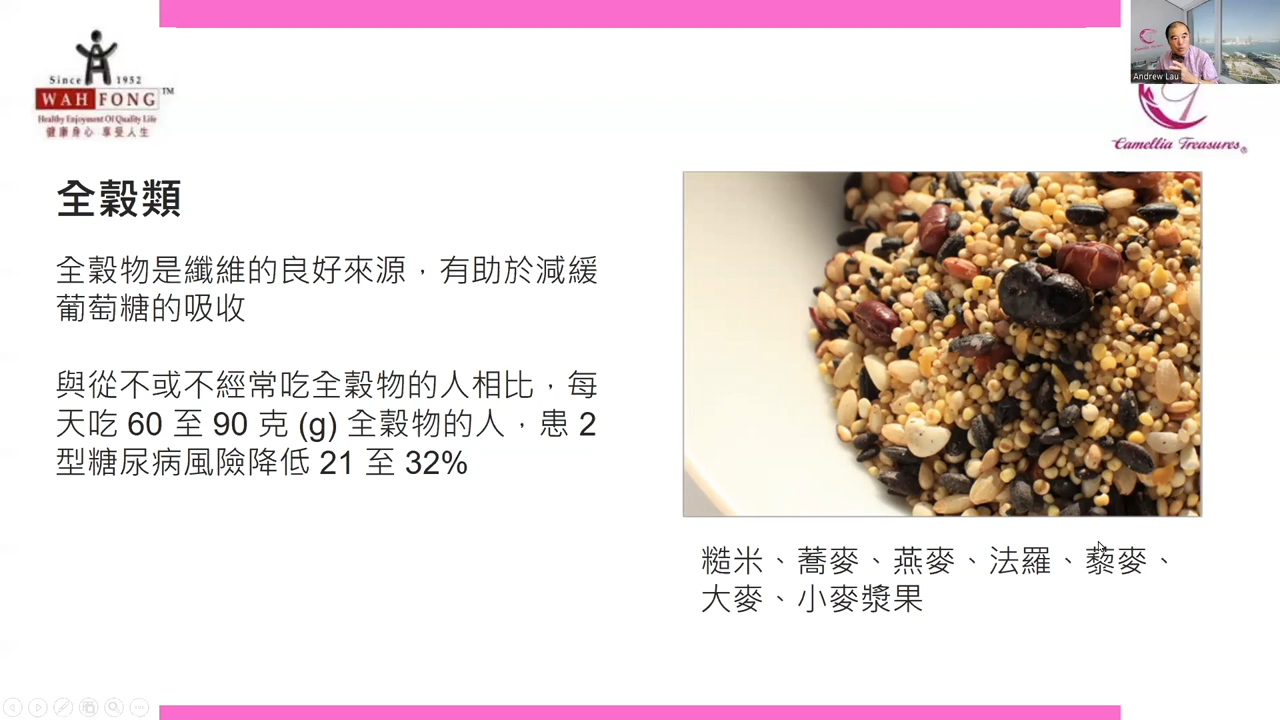 Since 1952
WAH FONG TM
Healthy Enjoyment Of Quality Life
健康身心 享受人生
Andrew Lau
Camellia Treasures®
全穀類
全穀物是纖維的良好來源，有助於減緩
葡萄糖的吸收
與從不或不經常吃全穀物的人相比，每
天吃 60 至 90 克 (g) 全穀物的人，患 2
型糖尿病風險降低 21 至 32%
糙米、蕎麥、燕麥、法羅、藜麥、
大麥、小麥漿果